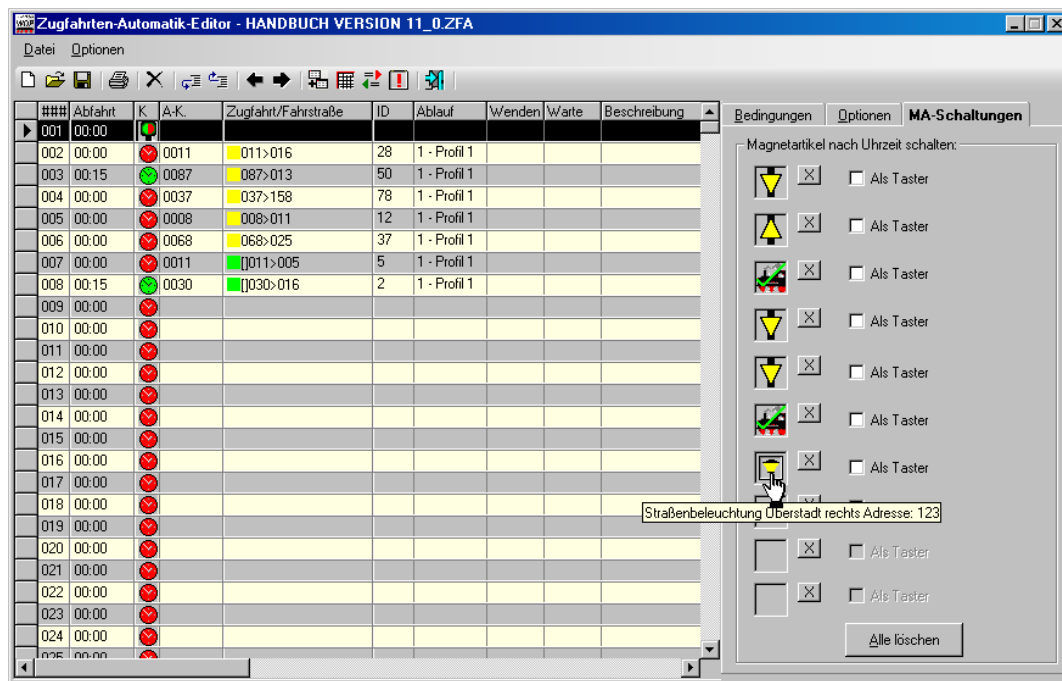 Zugfahrten-Automatik-Editor - HANDBUCH VERSION 11_0.ZFA
Datei Optionen
### Abfahrt K A-K. Zugfahrt/Fahrstraße ID Ablauf Wenden Warte Beschreibung
001 00:00
002 00:00 0011 011>016 28 1 - Profil 1
003 00:15 0087 087>013 50 1 - Profil 1
004 00:00 0037 037>158 78 1 - Profil 1
005 00:00 0008 008>011 12 1 - Profil 1
006 00:00 0068 068>025 37 1 - Profil 1
007 00:00 0011 []011>005 5 1 - Profil 1
008 00:15 0030 []030>016 2 1 - Profil 1
009 00:00
010 00:00
011 00:00
012 00:00
013 00:00
014 00:00
015 00:00
016 00:00
017 00:00
018 00:00
019 00:00
020 00:00
021 00:00
022 00:00
023 00:00
024 00:00
025 00:00
Bedingungen Optionen MA-Schaltungen
Magnetartikel nach Uhrzeit schalten:
X Als Taster
X Als Taster
X Als Taster
X Als Taster
X Als Taster
X Als Taster
X Als Taster
Straßenbeleuchtung Oberstadt rechts Adresse: 123
X Als Taster
X Als Taster
Alle löschen